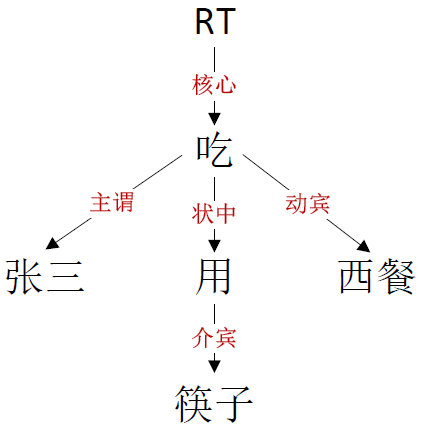 RT
核心
吃
主谓 状中 动宾
张三 用 西餐
介宾
筷子